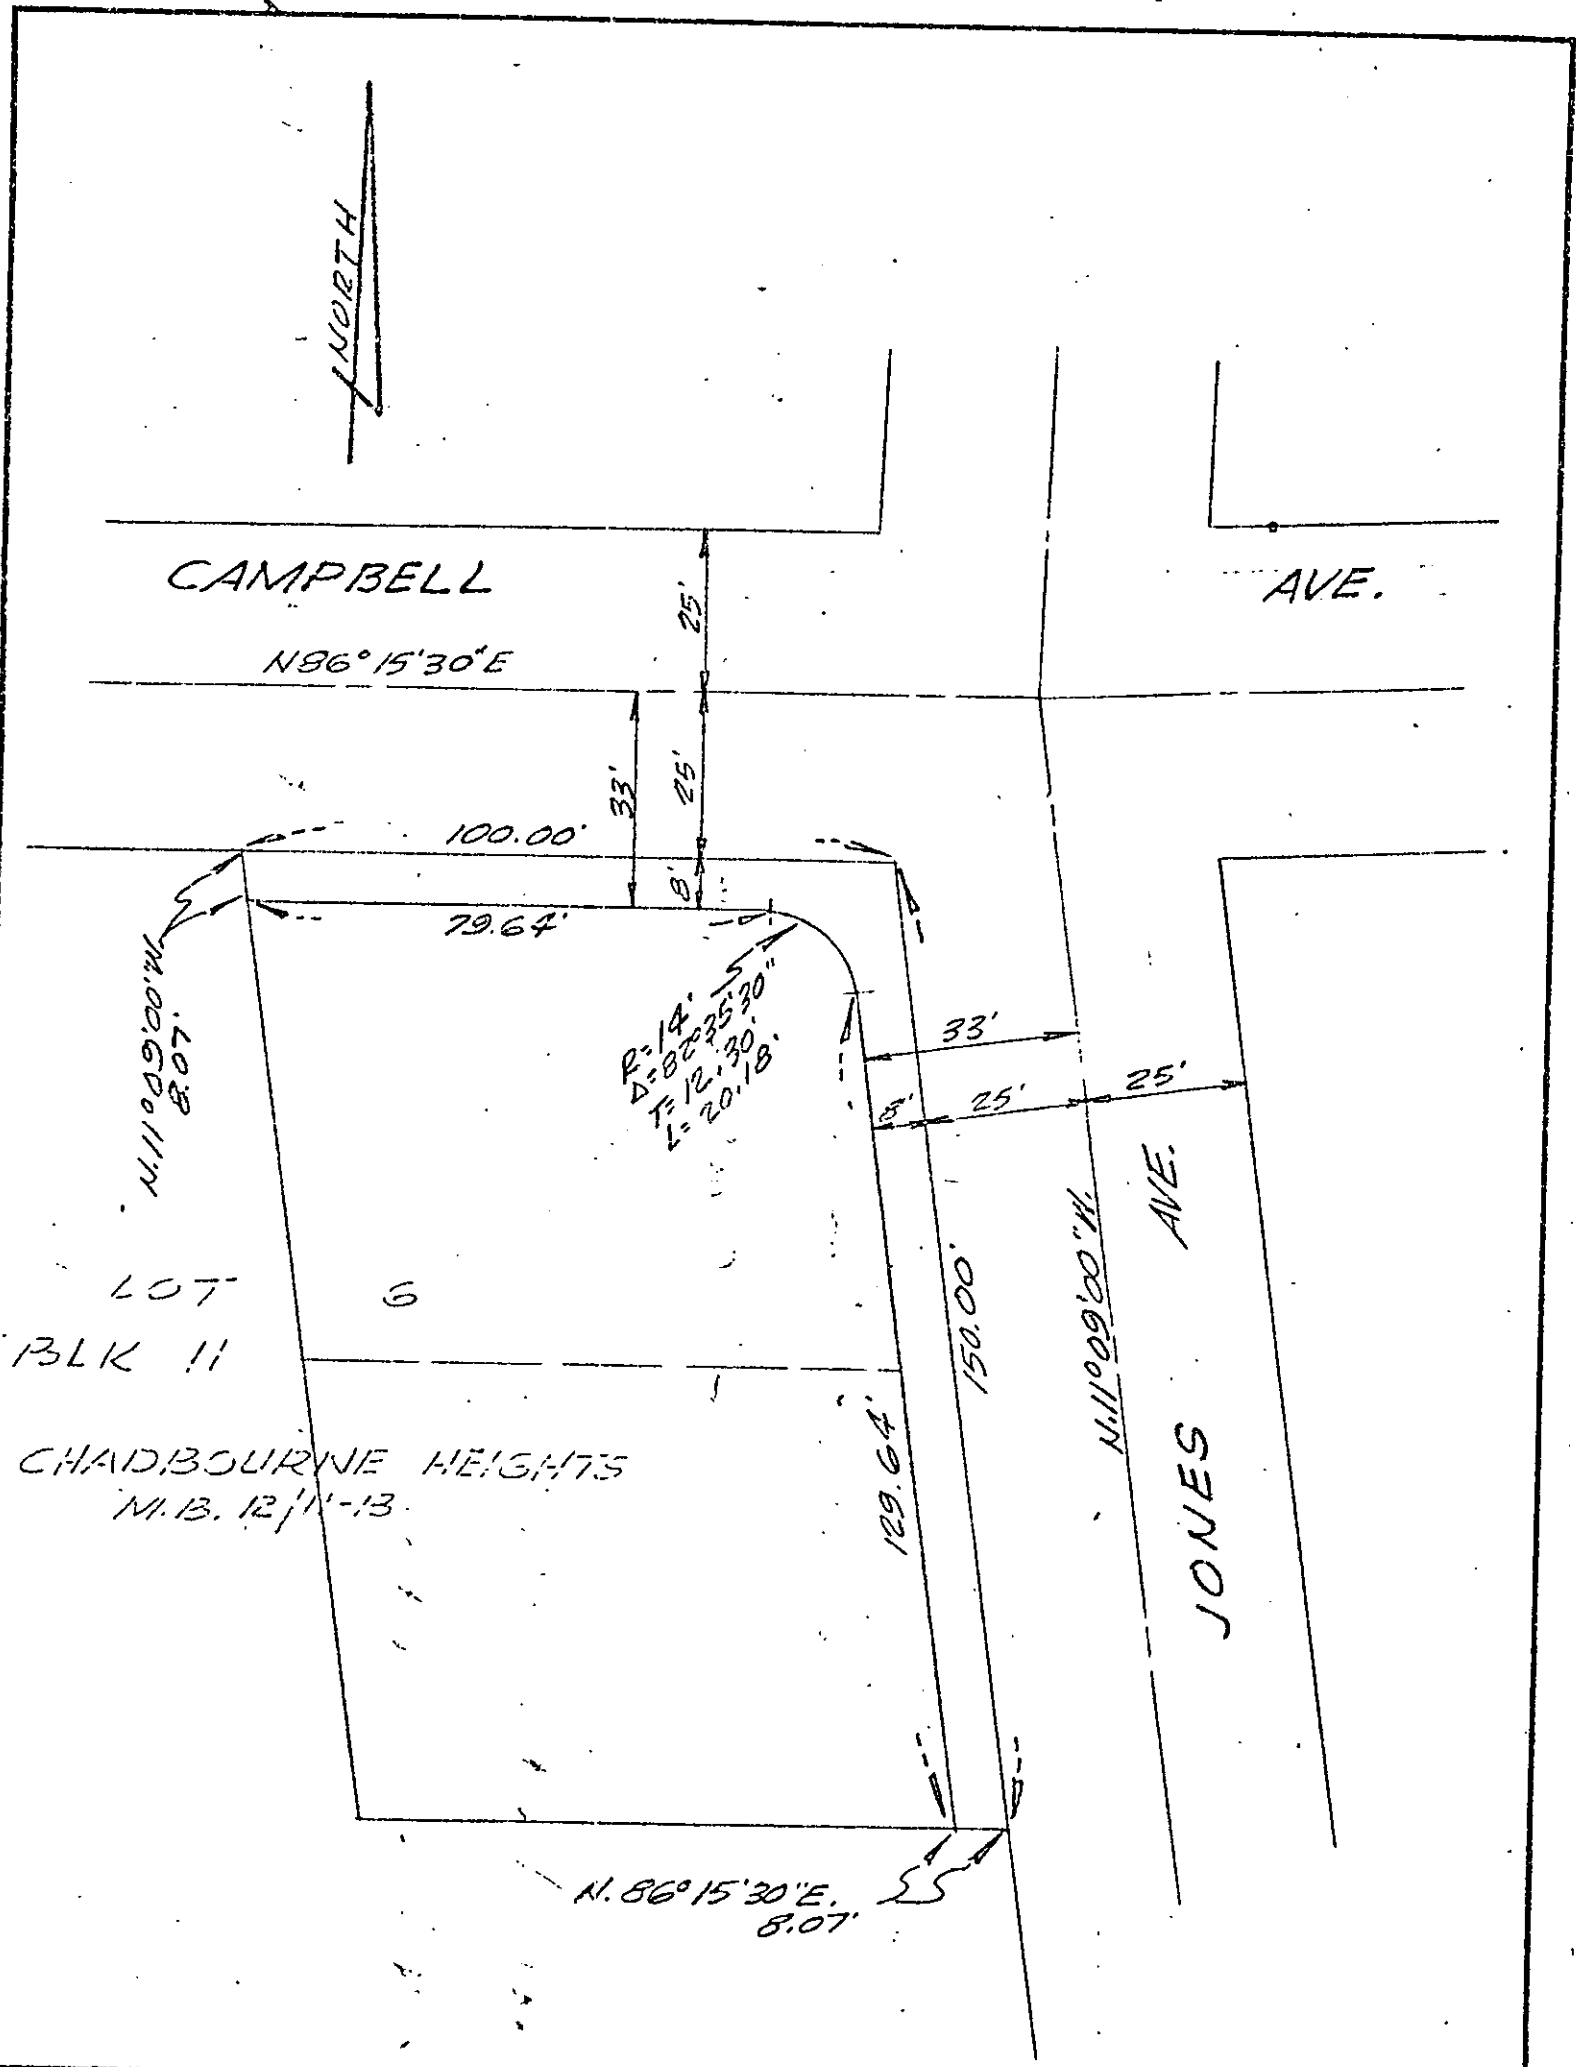 NORTH
CAMPBELL AVE.
N86°15'30"E
25'
25'
33'
8'
100.00'
79.64'
N.11°09'00"W.
8.07'
R=14'
Δ=82°35'30"
T=12.30'
L=20.18'
33'
8'
25'
25'
LOT 6
BLK 11
CHADBOURNE HEIGHTS
M.B. 12/11-13
150.00'
129.64'
N.11°09'00"W.
JONES AVE.
N.86°15'30"E.
8.07'